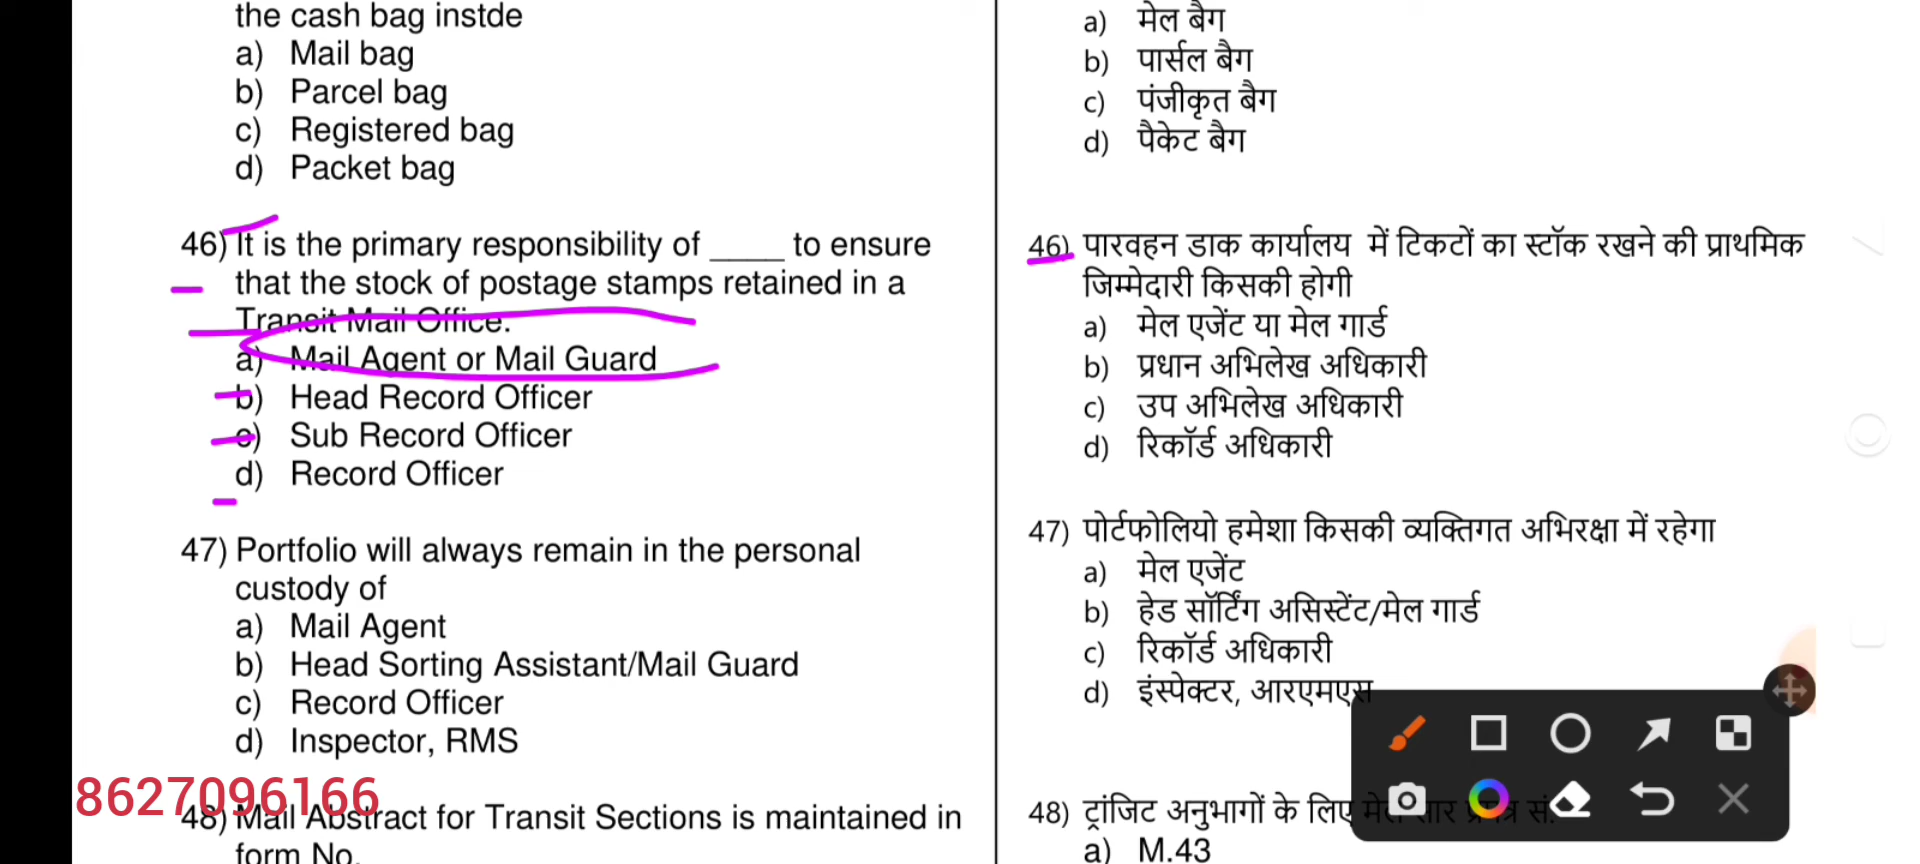 the cash bag instde
a) Mail bag
b) Parcel bag
c) Registered bag
d) Packet bag
46) It is the primary responsibility of ____ to ensure
that the stock of postage stamps retained in a
Transit Mail Office.
a) Mail Agent or Mail Guard
b) Head Record Officer
c) Sub Record Officer
d) Record Officer
47) Portfolio will always remain in the personal
custody of
a) Mail Agent
b) Head Sorting Assistant/Mail Guard
c) Record Officer
d) Inspector, RMS
8627096166
48) Mail Abstract for Transit Sections is maintained in
form No.
a) मेल बैग
b) पार्सल बैग
c) पंजीकृत बैग
d) पैकेट बैग
46) पारवहन डाक कार्यालय में टिकटों का स्टॉक रखने की प्राथमिक
जिम्मेदारी किसकी होगी
a) मेल एजेंट या मेल गार्ड
b) प्रधान अभिलेख अधिकारी
c) उप अभिलेख अधिकारी
d) रिकॉर्ड अधिकारी
47) पोर्टफोलियो हमेशा किसकी व्यक्तिगत अभिरक्षा में रहेगा
a) मेल एजेंट
b) हेड सॉर्टिंग असिस्टेंट/मेल गार्ड
c) रिकॉर्ड अधिकारी
d) इंस्पेक्टर, आरएमएस
48) ट्रांजिट अनुभागों के लिए
a) M.43